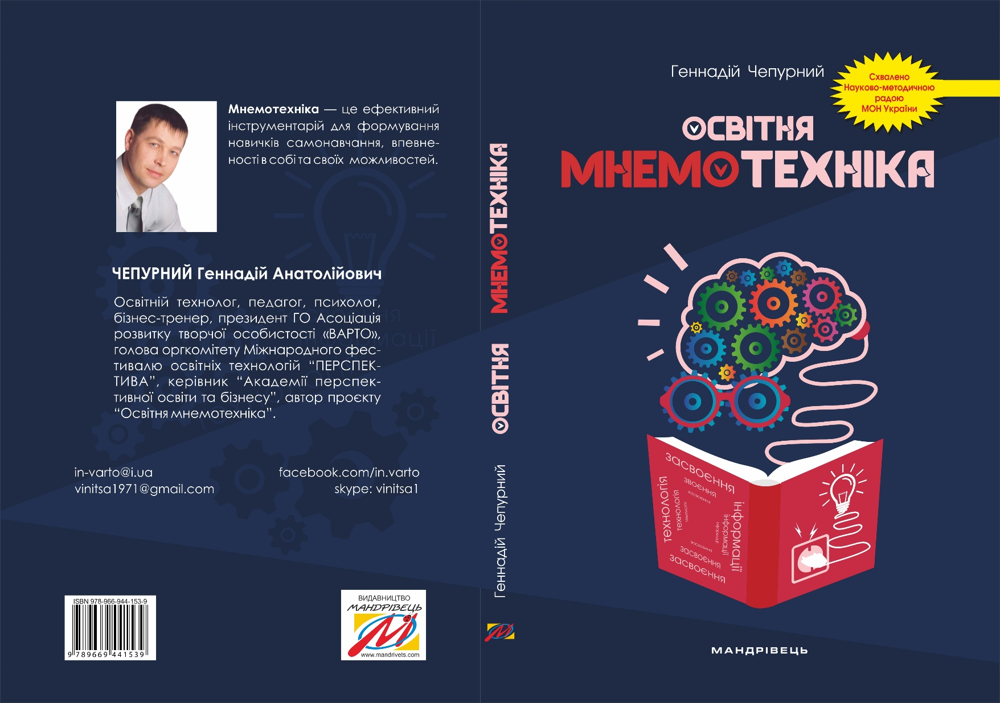 Мнемотехніка — це ефективний
інструментарій для формування
навичків самонавчання, впевне-
ності в собі та своїх можливостей.
ЧЕПУРНИЙ Геннадій Анатолійович
Освітній технолог, педагог, психолог,
бізнес-тренер, президент ГО Асоціація
розвитку творчої особистості «ВАРТО»,
голова оргкомітету Міжнародного фес-
тивалю освітніх технологій “ПЕРСПЕК-
ТИВА”, керівник “Академії перспек-
тивної освіти та бізнесу”, автор проєкту
“Освітня мнемотехніка”.
in-varto@i.ua
vinitsa1971@gmail.com
facebook.com/in.varto
skype: vinitsa1
ISBN 978-966-944-153-9
9 789669 441539
ВИДАВНИЦТВО
МАНДРІВЕЦЬ
www.mandrivets.com
Геннадій Чепурний
ОСВІТНЯ
МНЕМОТЕХНІКА
Геннадій Чепурний
Схвалено
Науково-методичною
радою
МОН України
ОСВІТНЯ
МНЕМОТЕХНІКА
засвоєння
звоєння
засвоєння
технологія
технологія
технологія
інформації
інформації
інформації
засвоєння
засвоєння
засвоєння
МАНДРІВЕЦЬ